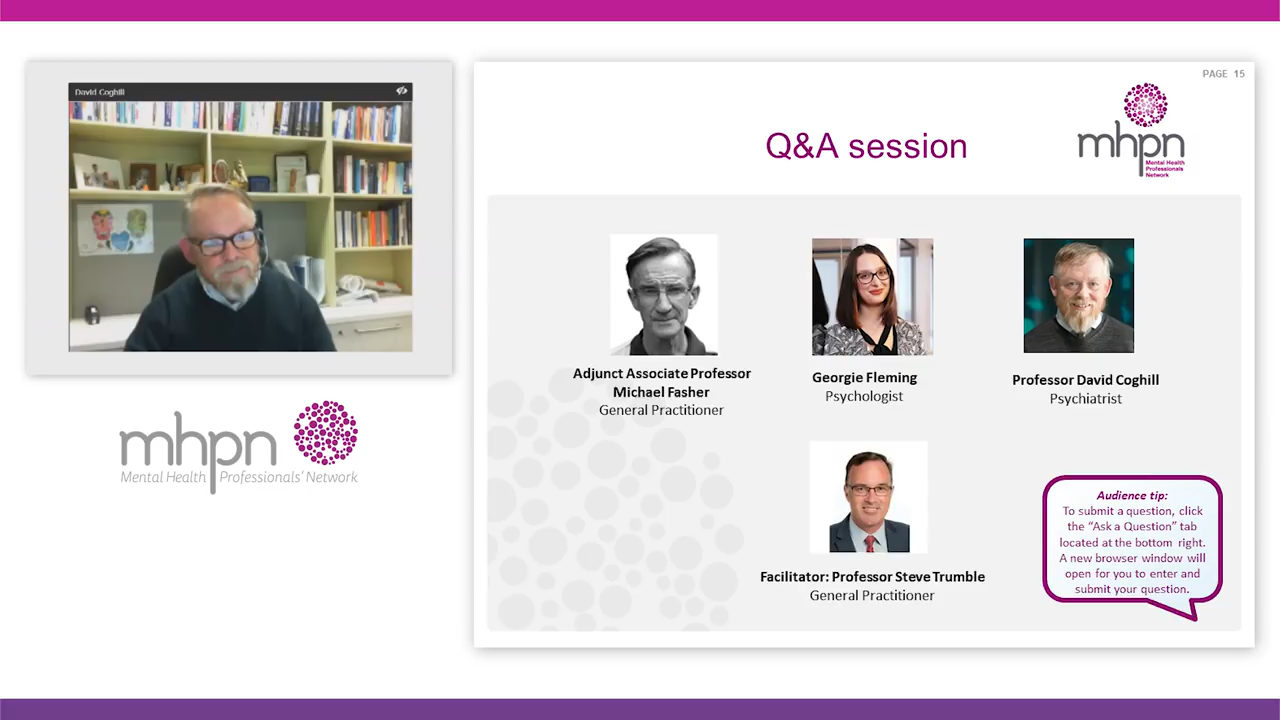 David Coghill
mhpn
Mental Health Professionals' Network
PAGE 15
Q&A session
mhpn
Mental Health
Professionals
Network
Adjunct Associate Professor
Michael Fasher
General Practitioner
Georgie Fleming
Psychologist
Professor David Coghill
Psychiatrist
Facilitator: Professor Steve Trumble
General Practitioner
Audience tip:
To submit a question, click
the “Ask a Question” tab
located at the bottom right.
A new browser window will
open for you to enter and
submit your question.